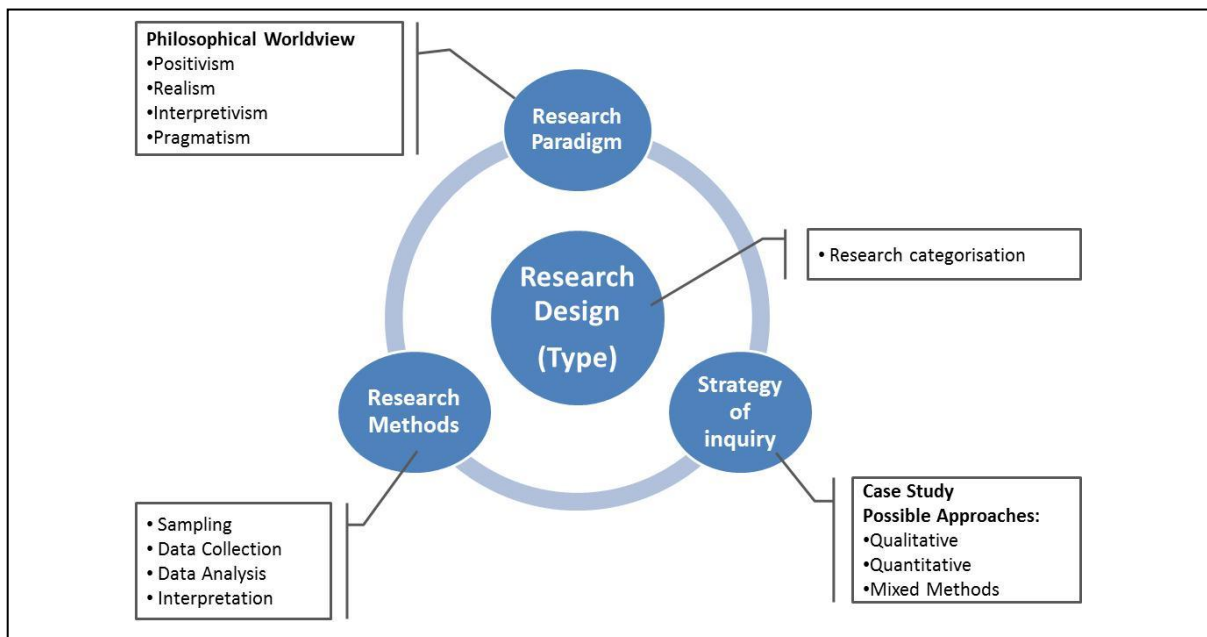 Philosophical Worldview
•Positivism
•Realism
•Interpretivism
•Pragmatism
Research
Paradigm
• Research categorisation
Research
Design
(Type)
Research
Methods
Strategy
of
inquiry
• Sampling
• Data Collection
• Data Analysis
• Interpretation
Case Study
Possible Approaches:
•Qualitative
•Quantitative
•Mixed Methods